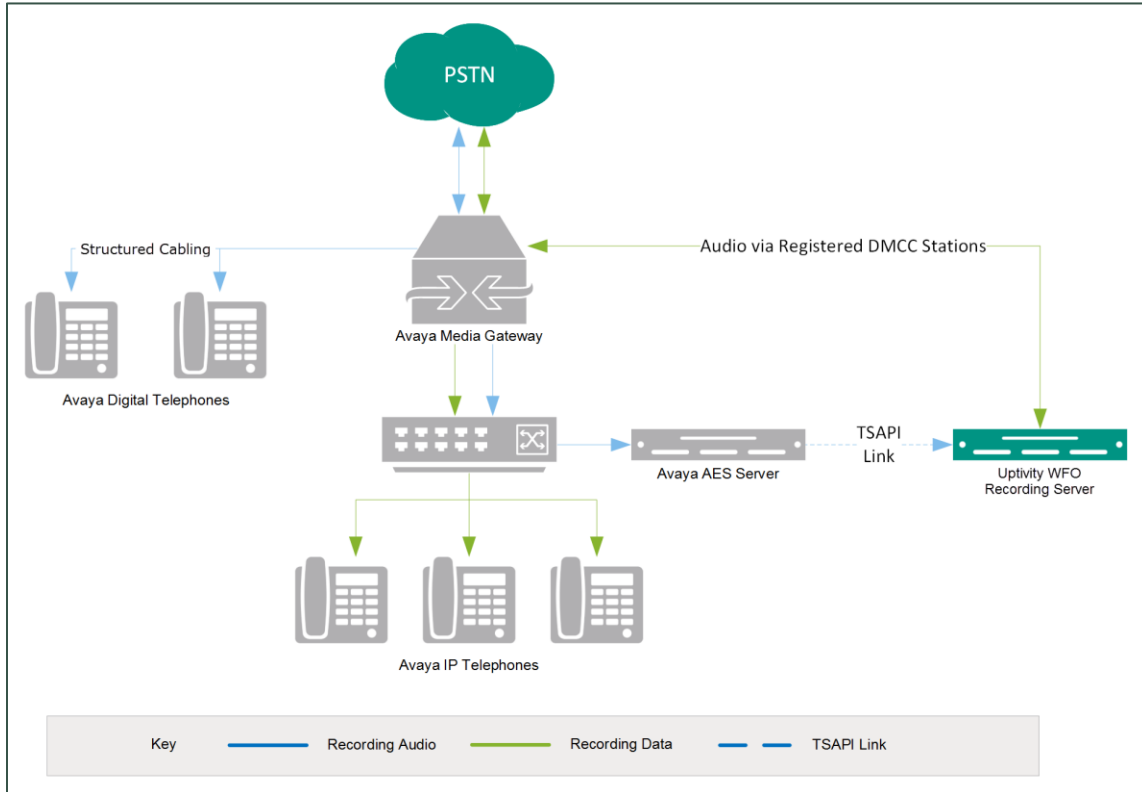 PSTN
Structured Cabling
Audio via Registered DMCC Stations
Avaya Media Gateway
Avaya Digital Telephones
TSAPI
Link
Avaya AES Server
Uptivity WFO
Recording Server
Avaya IP Telephones
Key
Recording Audio
Recording Data
TSAPI Link